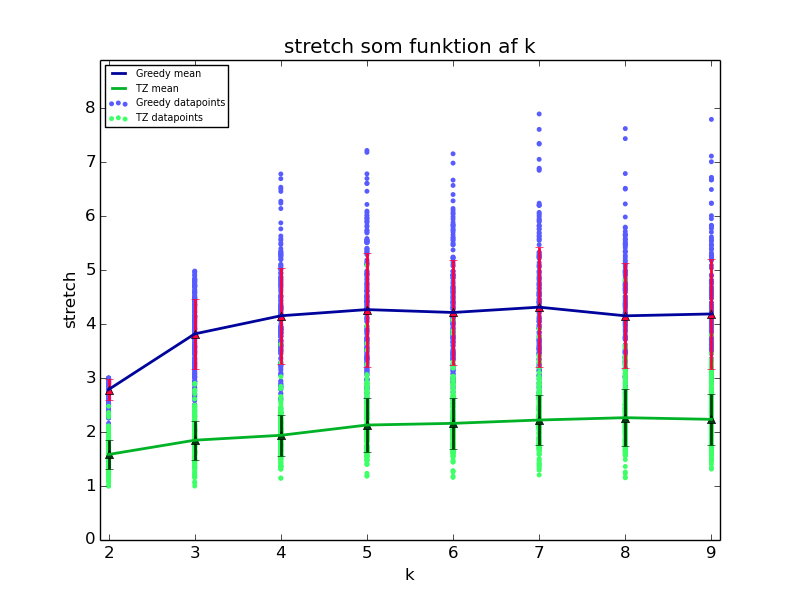 stretch som funktion af k
Greedy mean
TZ mean
Greedy datapoints
TZ datapoints
8
7
6
5
4
3
2
1
0
stretch
2 3 4 5 6 7 8 9
k